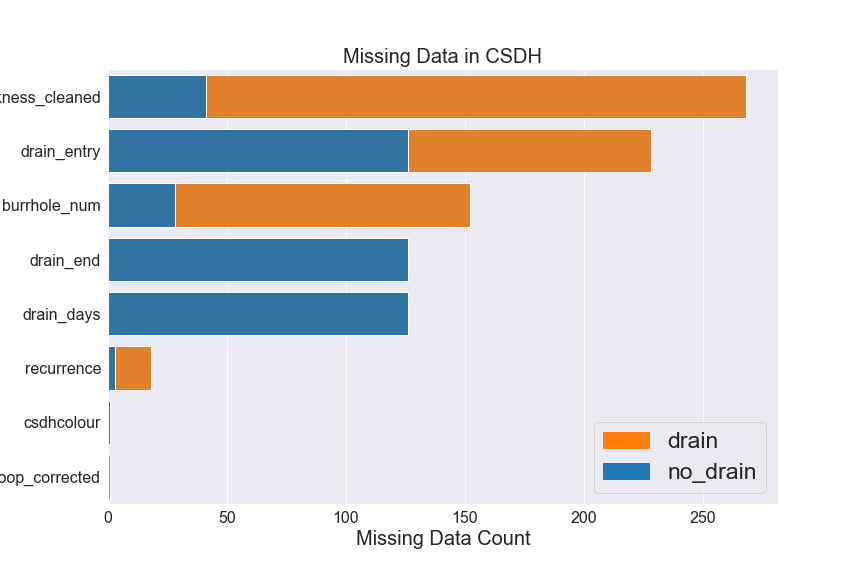 Missing Data in CSDH
kness_cleaned
drain_entry
burrhole_num
drain_end
drain_days
recurrence
csdhcolour
oop_corrected
0 50 100 150 200 250
Missing Data Count
drain
no_drain